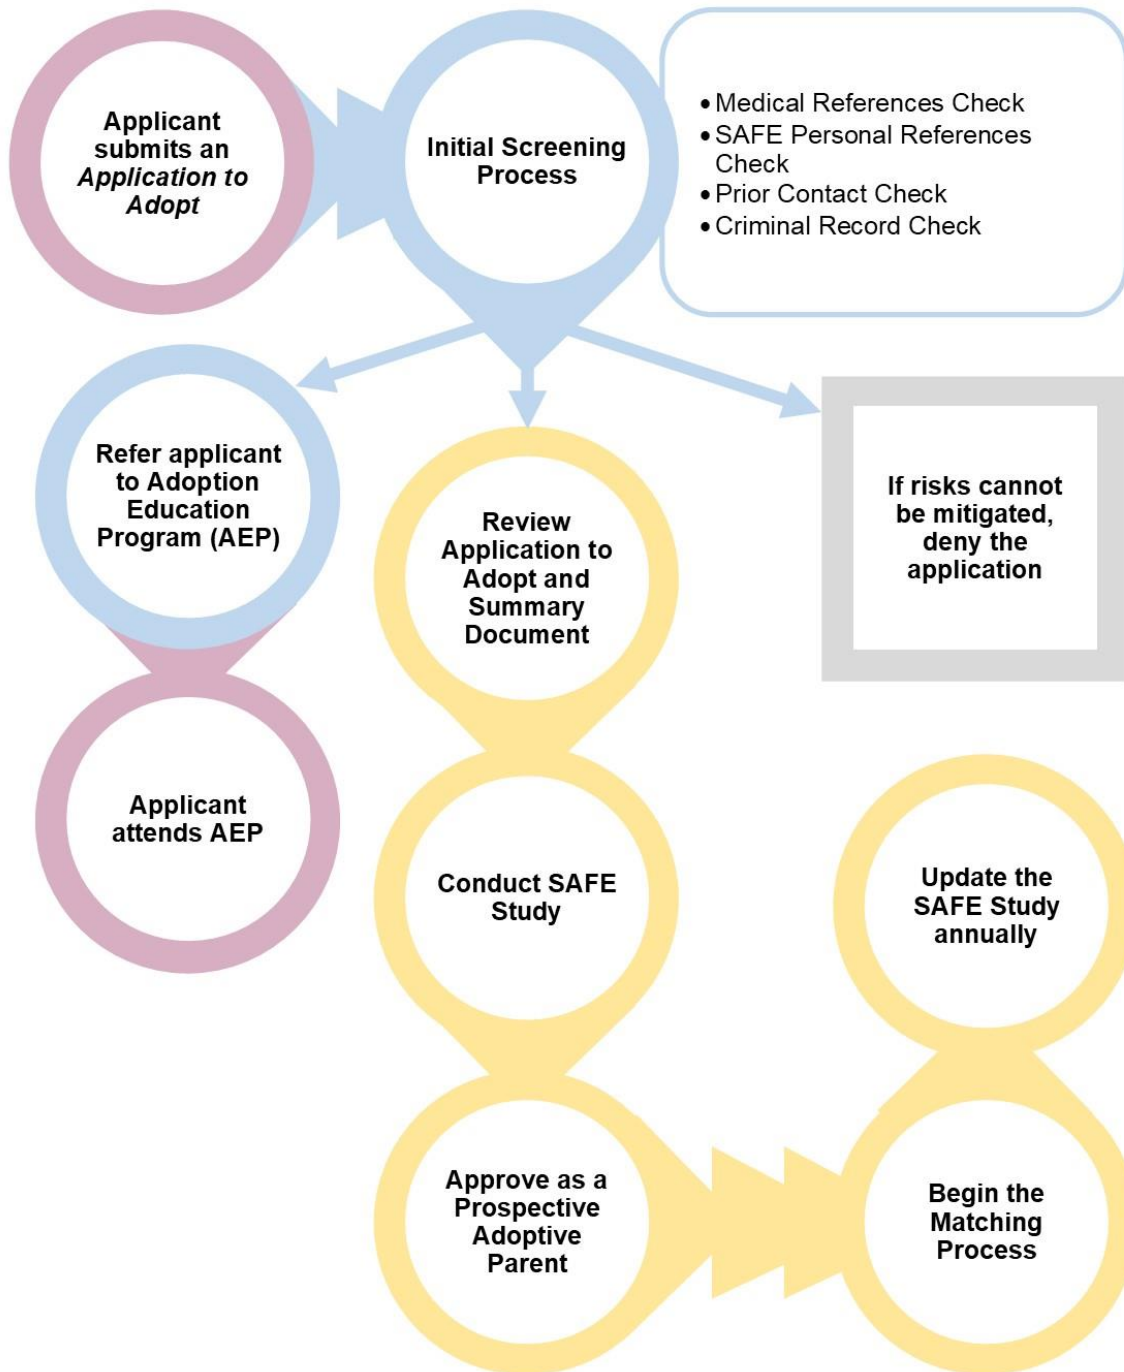 Applicant
submits an
Application to
Adopt
Initial Screening
Process
• Medical References Check
• SAFE Personal References
Check
• Prior Contact Check
• Criminal Record Check
Refer applicant
to Adoption
Education
Program (AEP)
Review
Application to
Adopt and
Summary
Document
If risks cannot
be mitigated,
deny the
application
Applicant
attends AEP
Conduct SAFE
Study
Update the
SAFE Study
annually
Approve as a
Prospective
Adoptive
Parent
Begin the
Matching
Process